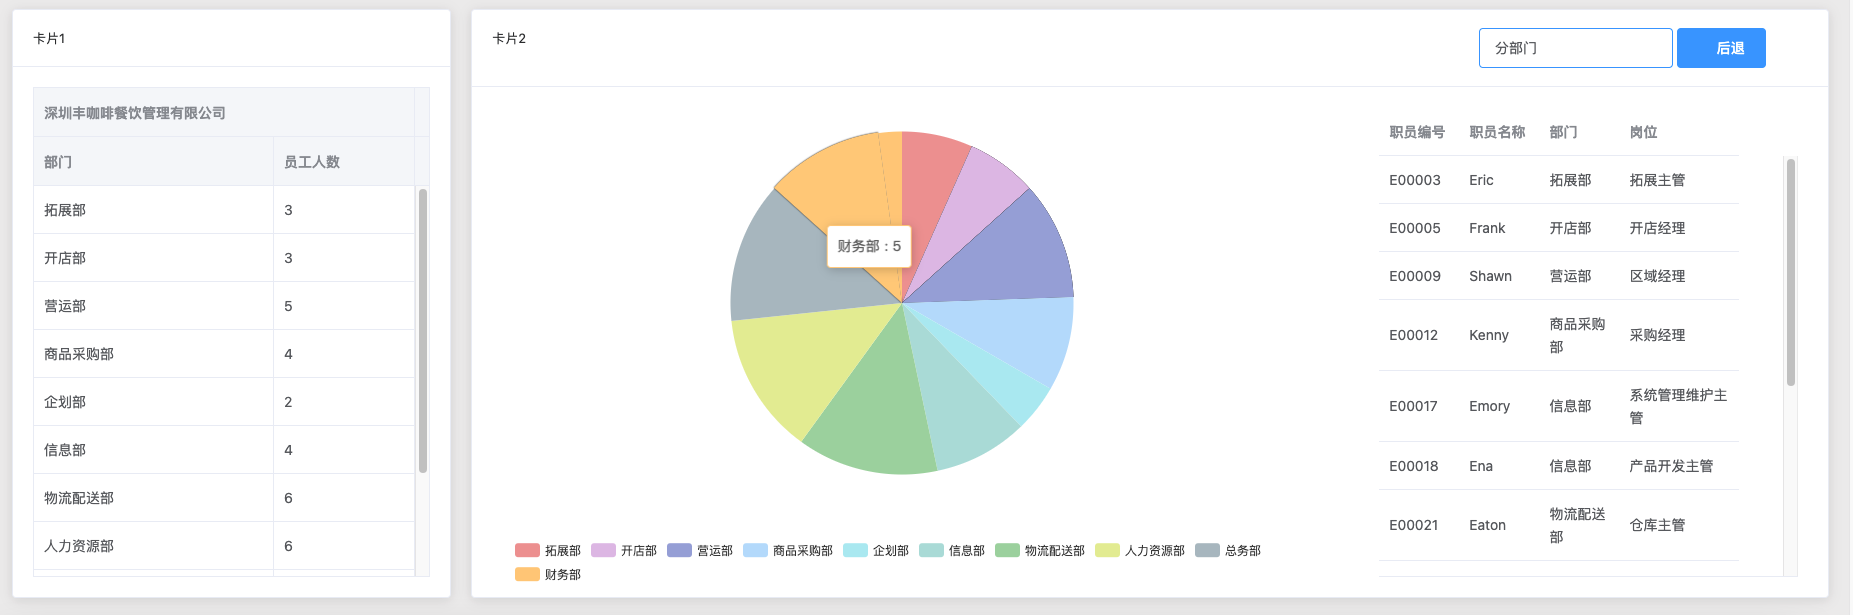 卡片1
深圳丰咖啡餐饮管理有限公司
部门 员工人数
拓展部 3
开店部 3
营运部 5
商品采购部 4
企划部 2
信息部 4
物流配送部 6
人力资源部 6
卡片2
分部门
后退
财务部 : 5
拓展部 开店部 营运部 商品采购部 企划部 信息部 物流配送部 人力资源部 总务部
财务部
职员编号 职员名称 部门 岗位
E00003 Eric 拓展部 拓展主管
E00005 Frank 开店部 开店经理
E00009 Shawn 营运部 区域经理
E00012 Kenny 商品采购
部 采购经理
E00017 Emory 信息部 系统管理维护主
管
E00018 Ena 信息部 产品开发主管
E00021 Eaton 物流配送
部 仓库主管